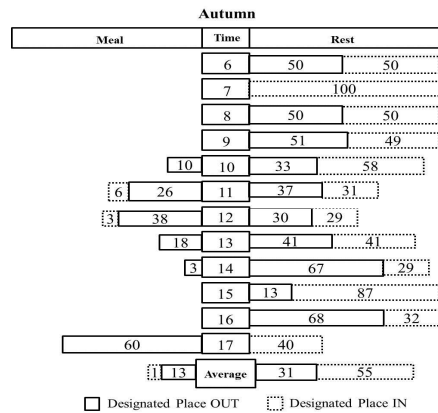 Autumn
Meal Time Rest
6 50 50
7 100
8 50 50
9 51 49
10 10 33 58
6 26 11 37 31
3 38 12 30 29
18 13 41 41
3 14 67 29
15 13 87
16 68 32
60 17 40
1 13 Average 31 55
Designated Place OUT Designated Place IN